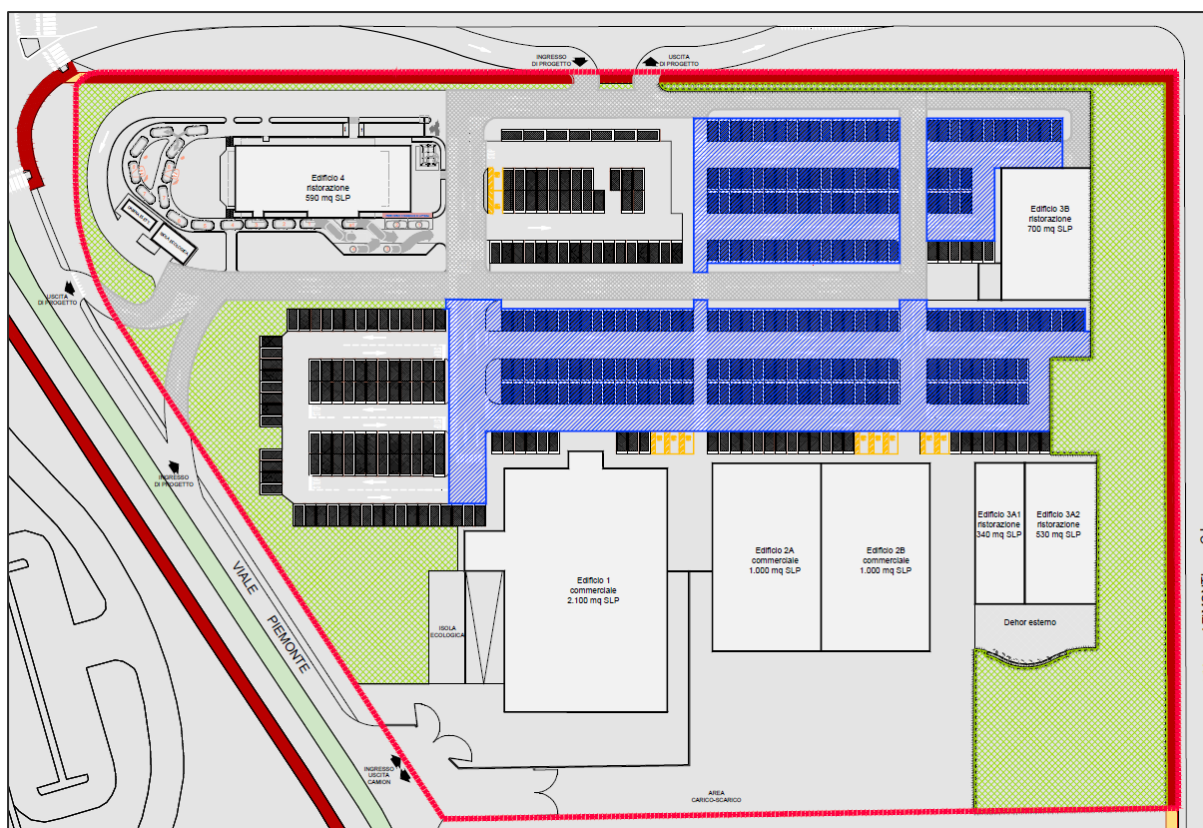 INGRESSO
DI PROGETTO
USCITA
DI PROGETTO
Edificio 4
ristorazione
590 mq SLP
Edificio 3B
ristorazione
700 mq SLP
USCITA
DI PROGETTO
INGRESSO
DI PROGETTO
Edificio 3A1
ristorazione
340 mq SLP
Edificio 3A2
ristorazione
530 mq SLP
Edificio 2A
commerciale
1.000 mq SLP
Edificio 2B
commerciale
1.000 mq SLP
Edificio 1
commerciale
2.100 mq SLP
VIALE PIEMONTE
ISOLA
ECOLOGICA
Dehor esterno
INGRESSO
USCITA
CAMION
AREA
CARICO-SCARICO